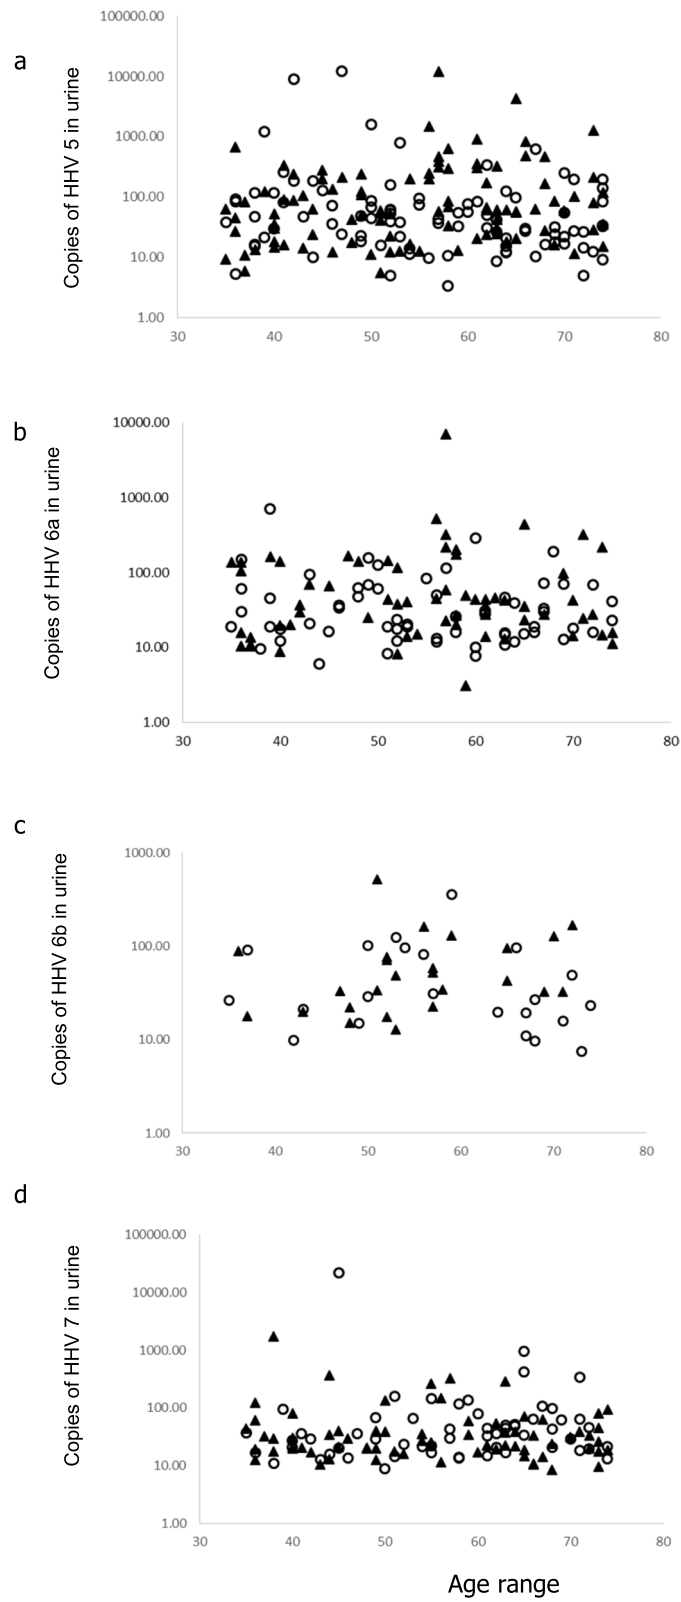 a
Copies of HHV 5 in urine
100000.00
10000.00
1000.00
100.00
10.00
1.00
30 40 50 60 70 80
b
Copies of HHV 6a in urine
10000.00
1000.00
100.00
10.00
1.00
30 40 50 60 70 80
c
Copies of HHV 6b in urine
1000.00
100.00
10.00
1.00
30 40 50 60 70 80
d
Copies of HHV 7 in urine
100000.00
10000.00
1000.00
100.00
10.00
1.00
30 40 50 60 70 80
Age range